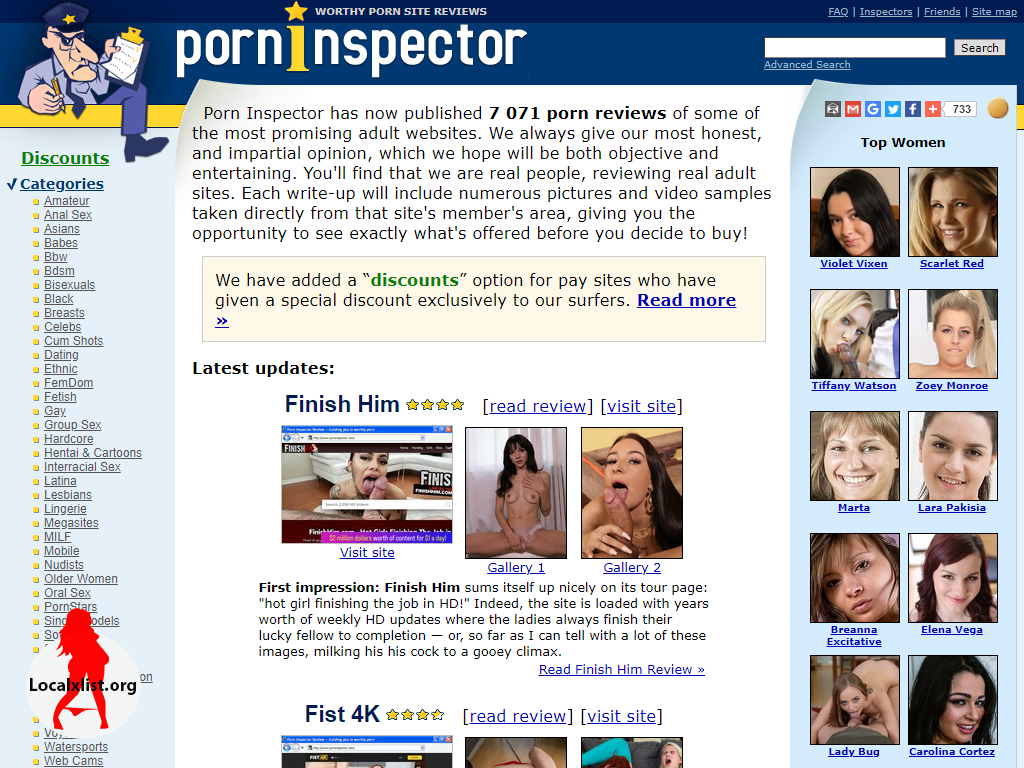 WORTHY PORN SITE REVIEWS
porninspector
FAQ | Inspectors | Friends | Site map
Search
Advanced Search
Discounts
Categories
Amateur
Anal Sex
Asians
Babes
Bbw
Bdsm
Bisexuals
Black
Breasts
Celebs
Cum Shots
Dating
Ethnic
FemDom
Fetish
Gay
Group Sex
Hardcore
Hentai & Cartoons
Interracial Sex
Latina
Lesbians
Lingerie
Megasites
MILF
Mobile
Nudists
Older Women
Oral Sex
PornStars
Localxlist.org
Watersports
Web Cams
Porn Inspector has now published 7 071 porn reviews of some of
the most promising adult websites. We always give our most honest,
and impartial opinion, which we hope will be both objective and
entertaining. You'll find that we are real people, reviewing real adult
sites. Each write-up will include numerous pictures and video samples
taken directly from that site's member's area, giving you the
opportunity to see exactly what's offered before you decide to buy!
We have added a “discounts” option for pay sites who have
given a special discount exclusively to our surfers. Read more
»
Latest updates:
Finish Him [read review] [visit site]
FINISH
$2 million dollars worth of content for $1 a day!
Visit site
Gallery 1
Gallery 2
First impression: Finish Him sums itself up nicely on its tour page:
"hot girl finishing the job in HD!" Indeed, the site is loaded with years
worth of weekly HD updates where the ladies always finish their
lucky fellow to completion — or, so far as I can tell with a lot of these
images, milking his his cock to a gooey climax.
Read Finish Him Review »
Fist 4K [read review] [visit site]
733
Top Women
Violet Vixen
Scarlet Red
Tiffany Watson
Zoey Monroe
Marta
Lara Pakisia
Breanna
Excitative
Elena Vega
Lady Bug
Carolina Cortez